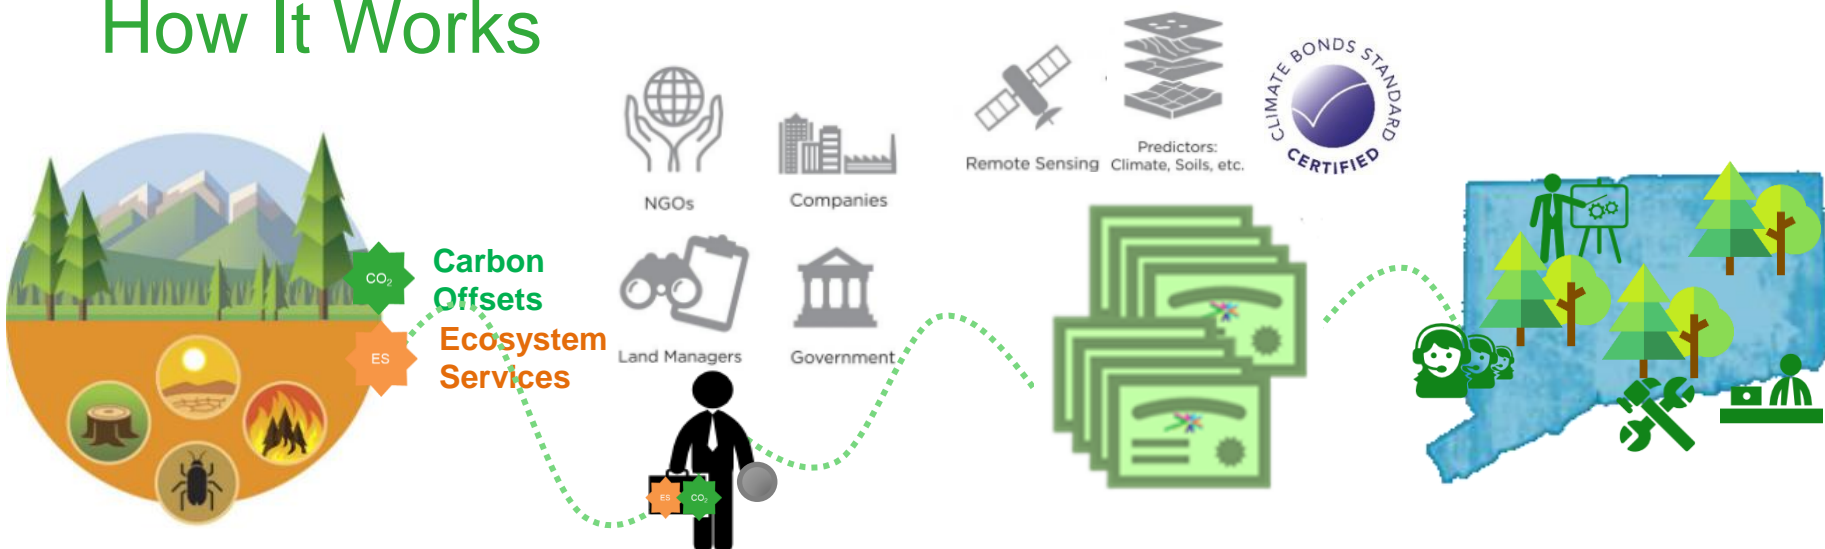 How It Works
CO₂
Carbon
Offsets
ES
Ecosystem
Services
NGOs
Companies
Land Managers
Government
ES
CO₂
Remote Sensing
Predictors:
Climate, Soils, etc.
CLIMATE BONDS STANDARD
CERTIFIED